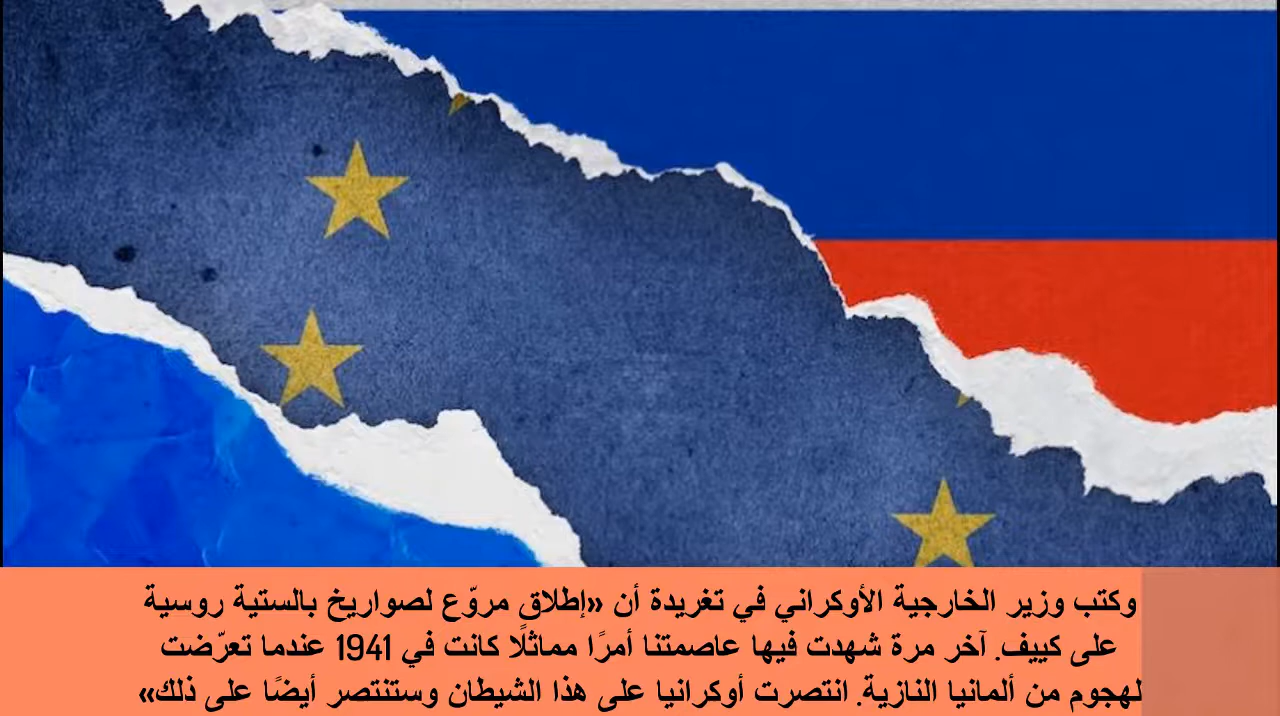 وكتب وزير الخارجية الأوكراني في تغريدة أن «إطلاق مروّع لصواريخ بالستية روسية
على كييف. آخر مرة شهدت فيها عاصمتنا أمرًا مماثلًا كانت في 1941 عندما تعرّضت
لهجوم من ألمانيا النازية. انتصرت أوكرانيا على هذا الشيطان وستنتصر أيضًا على ذلك»